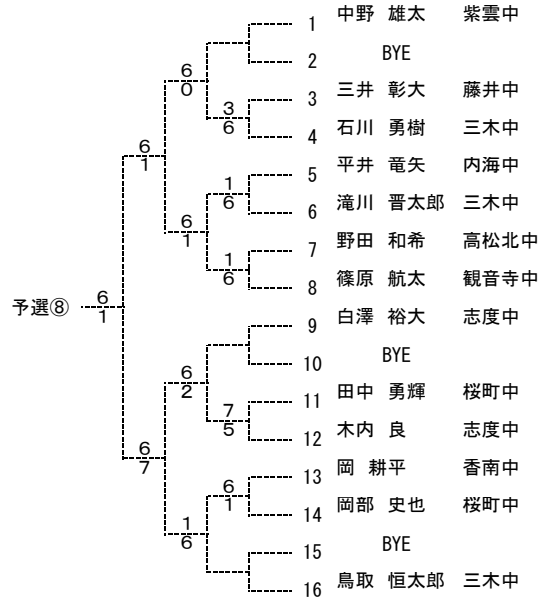 1 中野 雄太 紫雲中
2 BYE
6
0
3 三井 彰大 藤井中
3
6
4 石川 勇樹 三木中
6
1
5 平井 竜矢 内海中
1
6
6 滝川 晋太郎 三木中
6
1
7 野田 和希 高松北中
1
6
8 篠原 航太 観音寺中
予選⑧
6
1
9 白澤 裕大 志度中
10 BYE
6
2
11 田中 勇輝 桜町中
7
5
12 木内 良 志度中
6
7
13 岡 耕平 香南中
6
1
14 岡部 史也 桜町中
1
6
15 BYE
16 鳥取 恒太郎 三木中